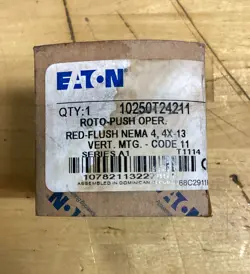 EATON
QTY:1 10250T24211
ROTO-PUSH OPER.
RED-FLUSH NEMA 4, 4X-13
VERT. MTG. - CODE 11
SERIES A1 T1114
ASSEMBLED IN DOMINICAN